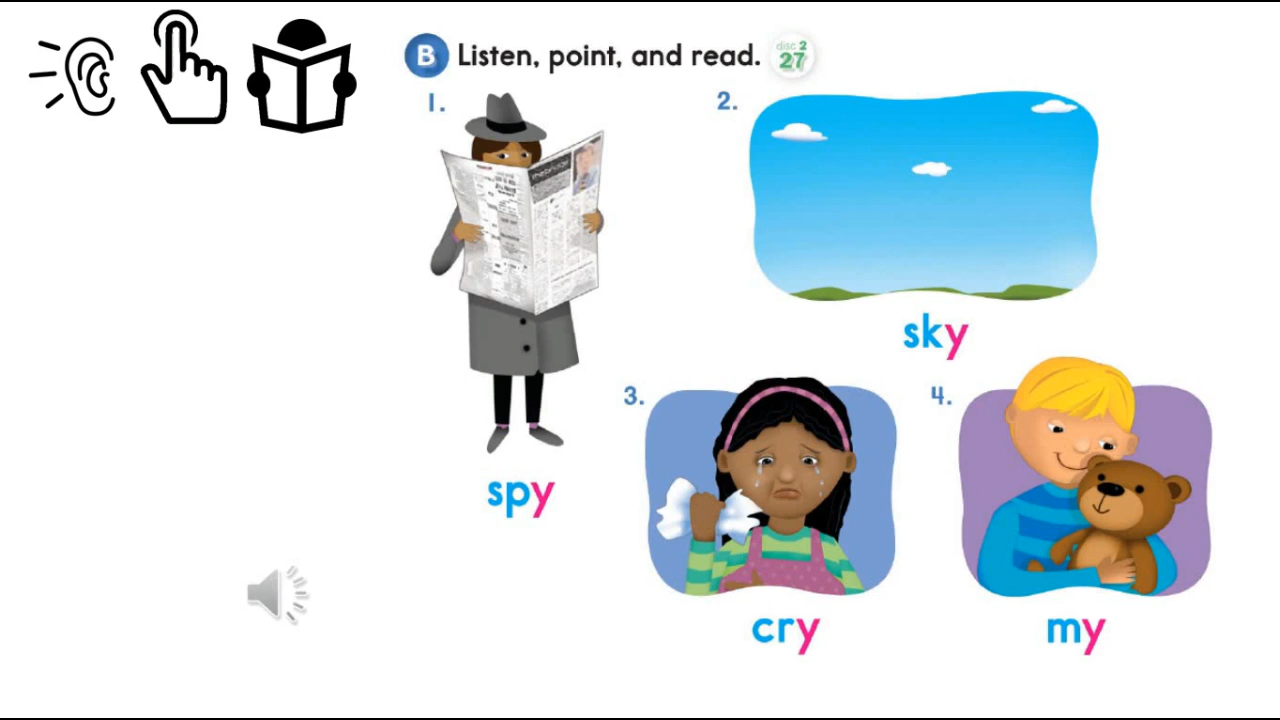 B Listen, point, and read. disc 2 27
1.
spy
2.
sky
3.
cry
4.
my